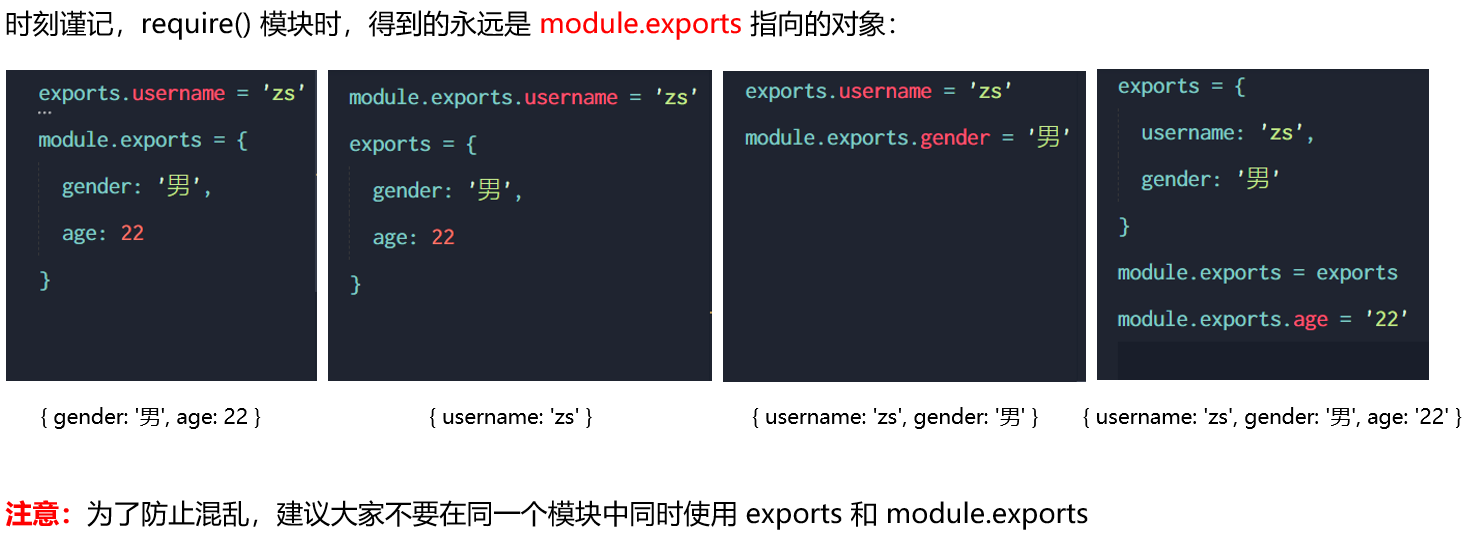 时刻谨记，require() 模块时，得到的永远是 module.exports 指向的对象：
exports.username = 'zs'
module.exports = {
gender: '男',
age: 22
}
{ gender: '男', age: 22 }
module.exports.username = 'zs'
exports = {
gender: '男',
age: 22
}
{ username: 'zs' }
exports.username = 'zs'
module.exports.gender = '男'
{ username: 'zs', gender: '男' }
exports = {
username: 'zs',
gender: '男'
}
module.exports = exports
module.exports.age = '22'
{ username: 'zs', gender: '男', age: '22' }
注意：为了防止混乱，建议大家不要在同一个模块中同时使用 exports 和 module.exports